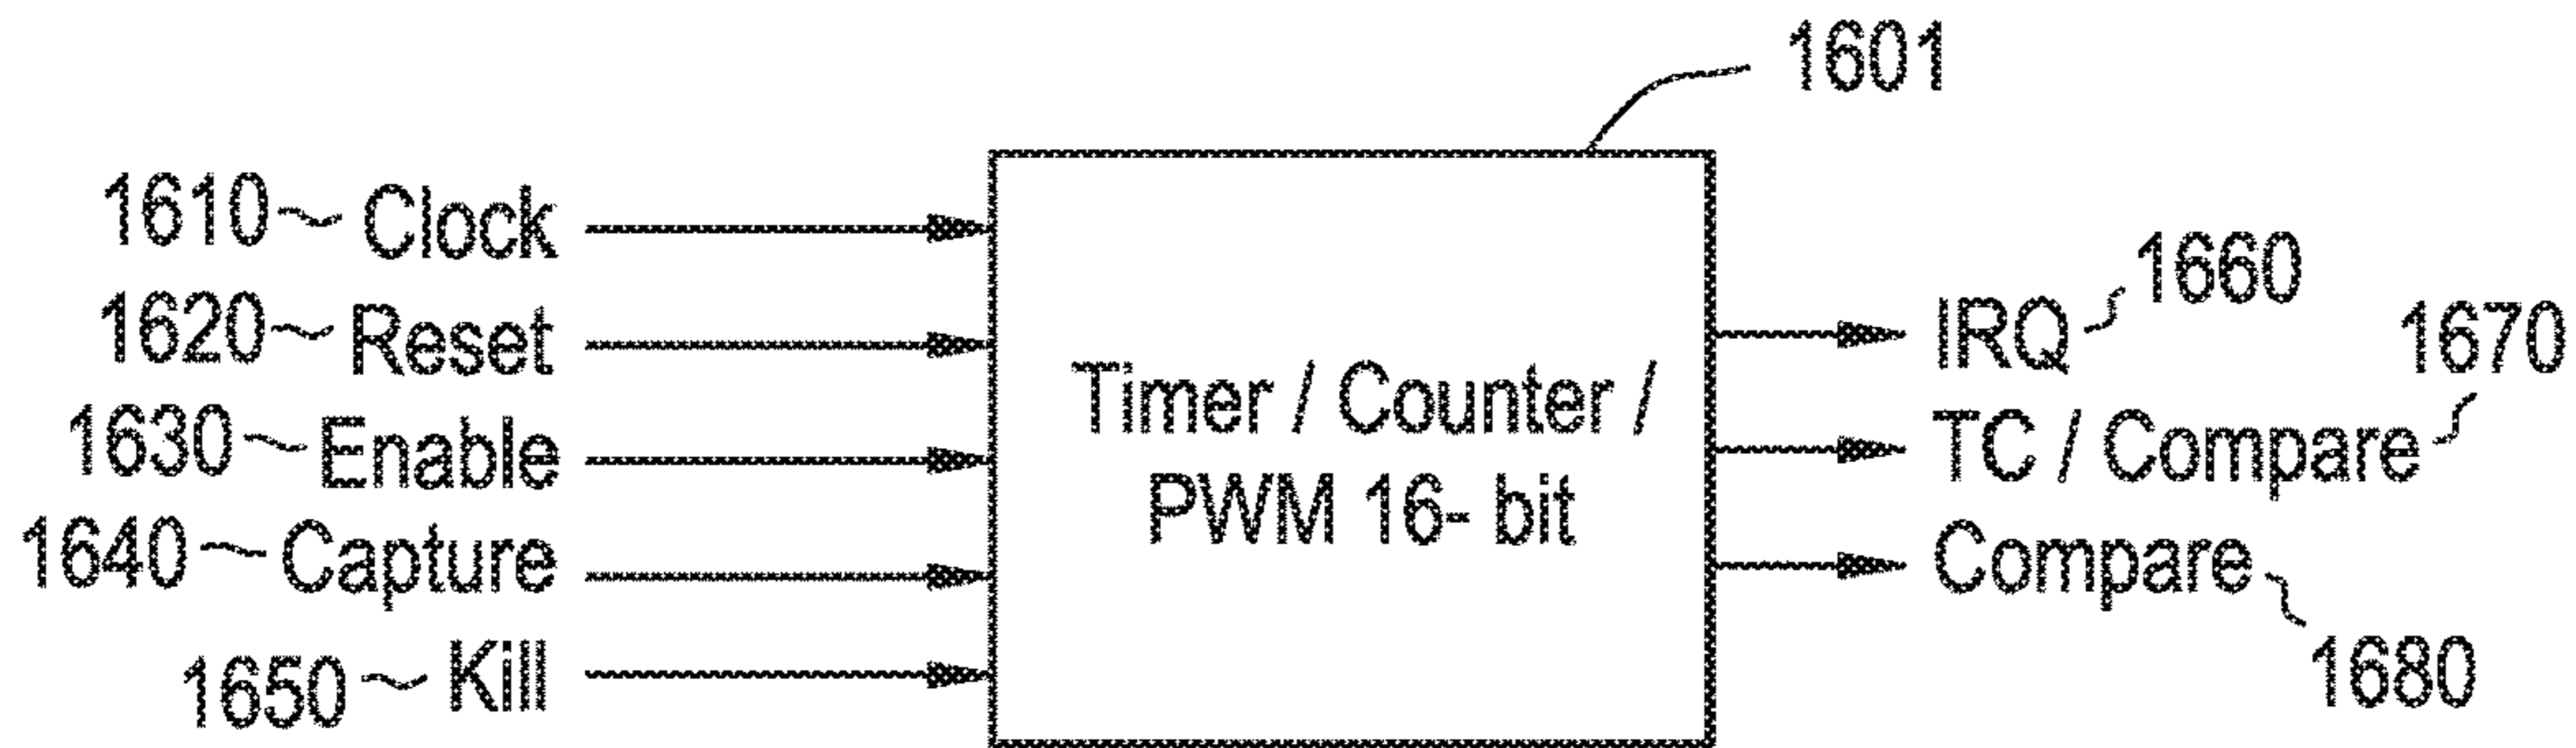 1601
1610 Clock
1620 Reset
1630 Enable
1640 Capture
1650 Kill
Timer / Counter /
PWM 16- bit
IRQ 1660
TC / Compare 1670
Compare 1680